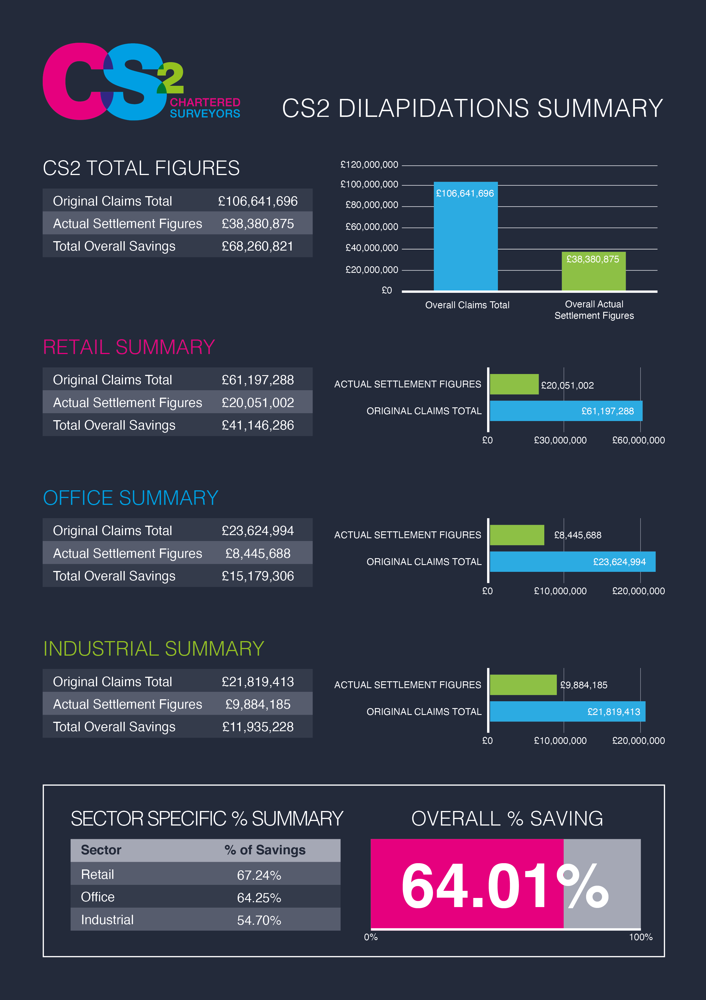 CS2
CHARTERED
SURVEYORS
CS2 DILAPIDATIONS SUMMARY
CS2 TOTAL FIGURES
Original Claims Total £106,641,696
Actual Settlement Figures £38,380,875
Total Overall Savings £68,260,821
£120,000,000
£100,000,000
£80,000,000
£60,000,000
£40,000,000
£20,000,000
£0
£106,641,696
£38,380,875
Overall Claims Total
Overall Actual
Settlement Figures
RETAIL SUMMARY
Original Claims Total £61,197,288
Actual Settlement Figures £20,051,002
Total Overall Savings £41,146,286
ACTUAL SETTLEMENT FIGURES £20,051,002
ORIGINAL CLAIMS TOTAL £61,197,288
£0 £30,000,000 £60,000,000
OFFICE SUMMARY
Original Claims Total £23,624,994
Actual Settlement Figures £8,445,688
Total Overall Savings £15,179,306
ACTUAL SETTLEMENT FIGURES £8,445,688
ORIGINAL CLAIMS TOTAL £23,624,994
£0 £10,000,000 £20,000,000
INDUSTRIAL SUMMARY
Original Claims Total £21,819,413
Actual Settlement Figures £9,884,185
Total Overall Savings £11,935,228
ACTUAL SETTLEMENT FIGURES £9,884,185
ORIGINAL CLAIMS TOTAL £21,819,413
£0 £10,000,000 £20,000,000
SECTOR SPECIFIC % SUMMARY
Sector % of Savings
Retail 67.24%
Office 64.25%
Industrial 54.70%
OVERALL % SAVING
64.01%
0% 100%